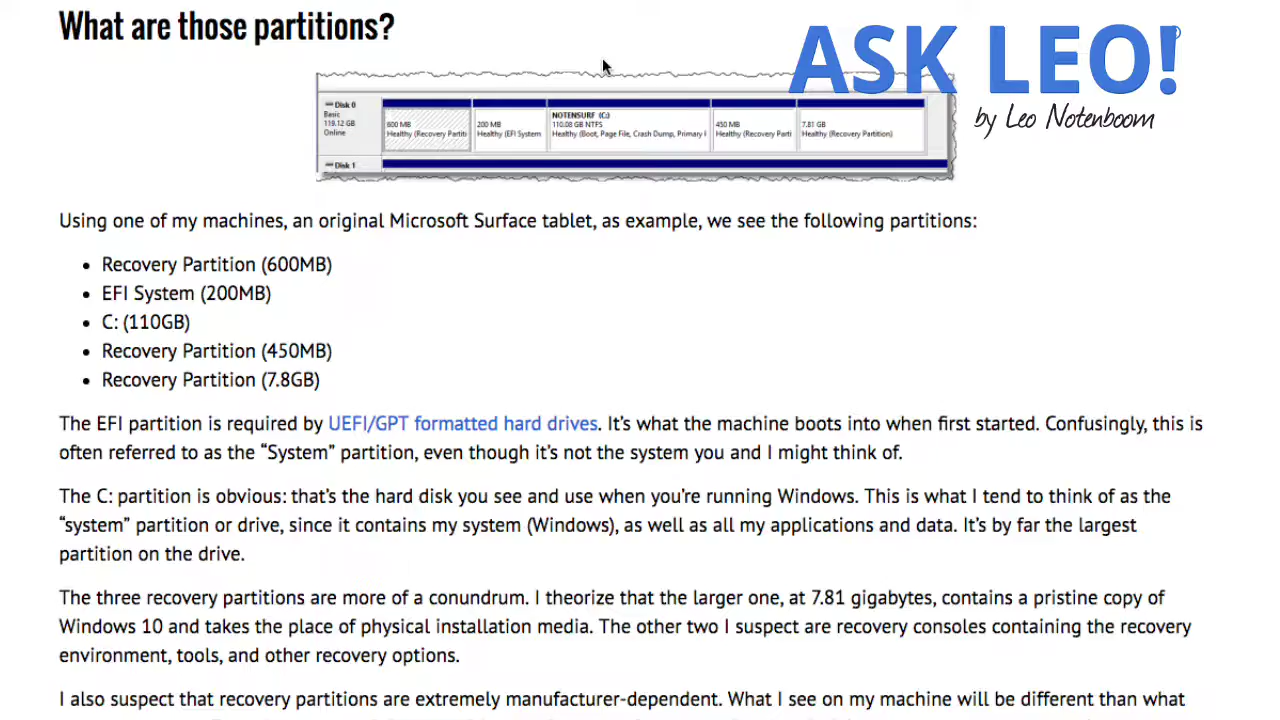 What are those partitions?
ASK LEO!
by Leo Notenboom
Disk 0
Basic
119.12 GB
Online
600 MB
Healthy (Recovery Partiti
200 MB
Healthy (EFI System
NOTENSURF (C:)
110.08 GB NTFS
Healthy (Boot, Page File, Crash Dump, Primary I
450 MB
Healthy (Recovery Parti
7.81 GB
Healthy (Recovery Partition)
Disk 1
Using one of my machines, an original Microsoft Surface tablet, as example, we see the following partitions:
• Recovery Partition (600MB)
• EFI System (200MB)
• C: (110GB)
• Recovery Partition (450MB)
• Recovery Partition (7.8GB)
The EFI partition is required by UEFI/GPT formatted hard drives. It's what the machine boots into when first started. Confusingly, this is
often referred to as the “System” partition, even though it's not the system you and I might think of.
The C: partition is obvious: that's the hard disk you see and use when you're running Windows. This is what I tend to think of as the
“system” partition or drive, since it contains my system (Windows), as well as all my applications and data. It's by far the largest
partition on the drive.
The three recovery partitions are more of a conundrum. I theorize that the larger one, at 7.81 gigabytes, contains a pristine copy of
Windows 10 and takes the place of physical installation media. The other two I suspect are recovery consoles containing the recovery
environment, tools, and other recovery options.
I also suspect that recovery partitions are extremely manufacturer-dependent. What I see on my machine will be different than what